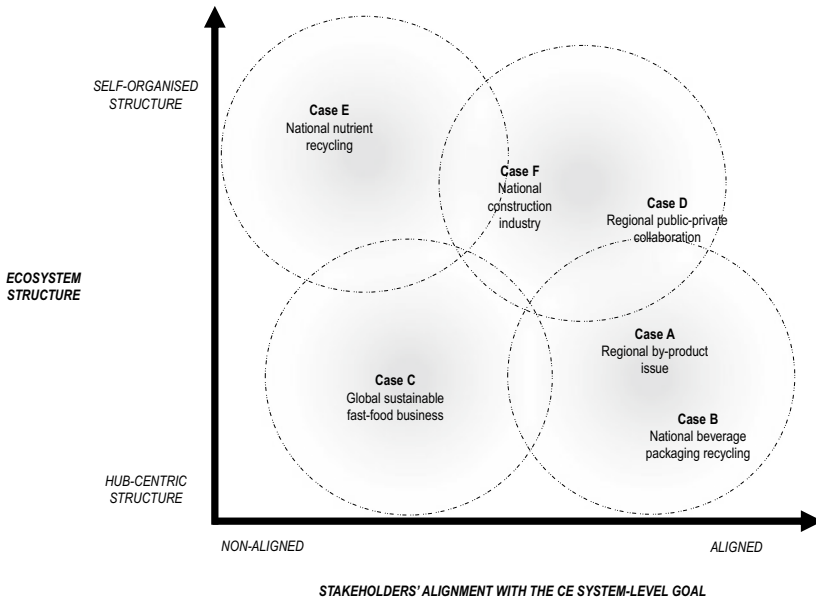 SELF-ORGANISED
STRUCTURE
Case E
National nutrient
recycling
Case F
National
construction
industry
Case D
Regional public-private
collaboration
ECOSYSTEM
STRUCTURE
Case A
Regional by-product
issue
Case C
Global sustainable
fast-food business
Case B
National beverage
packaging recycling
HUB-CENTRIC
STRUCTURE
NON-ALIGNED
ALIGNED
STAKEHOLDERS' ALIGNMENT WITH THE CE SYSTEM-LEVEL GOAL